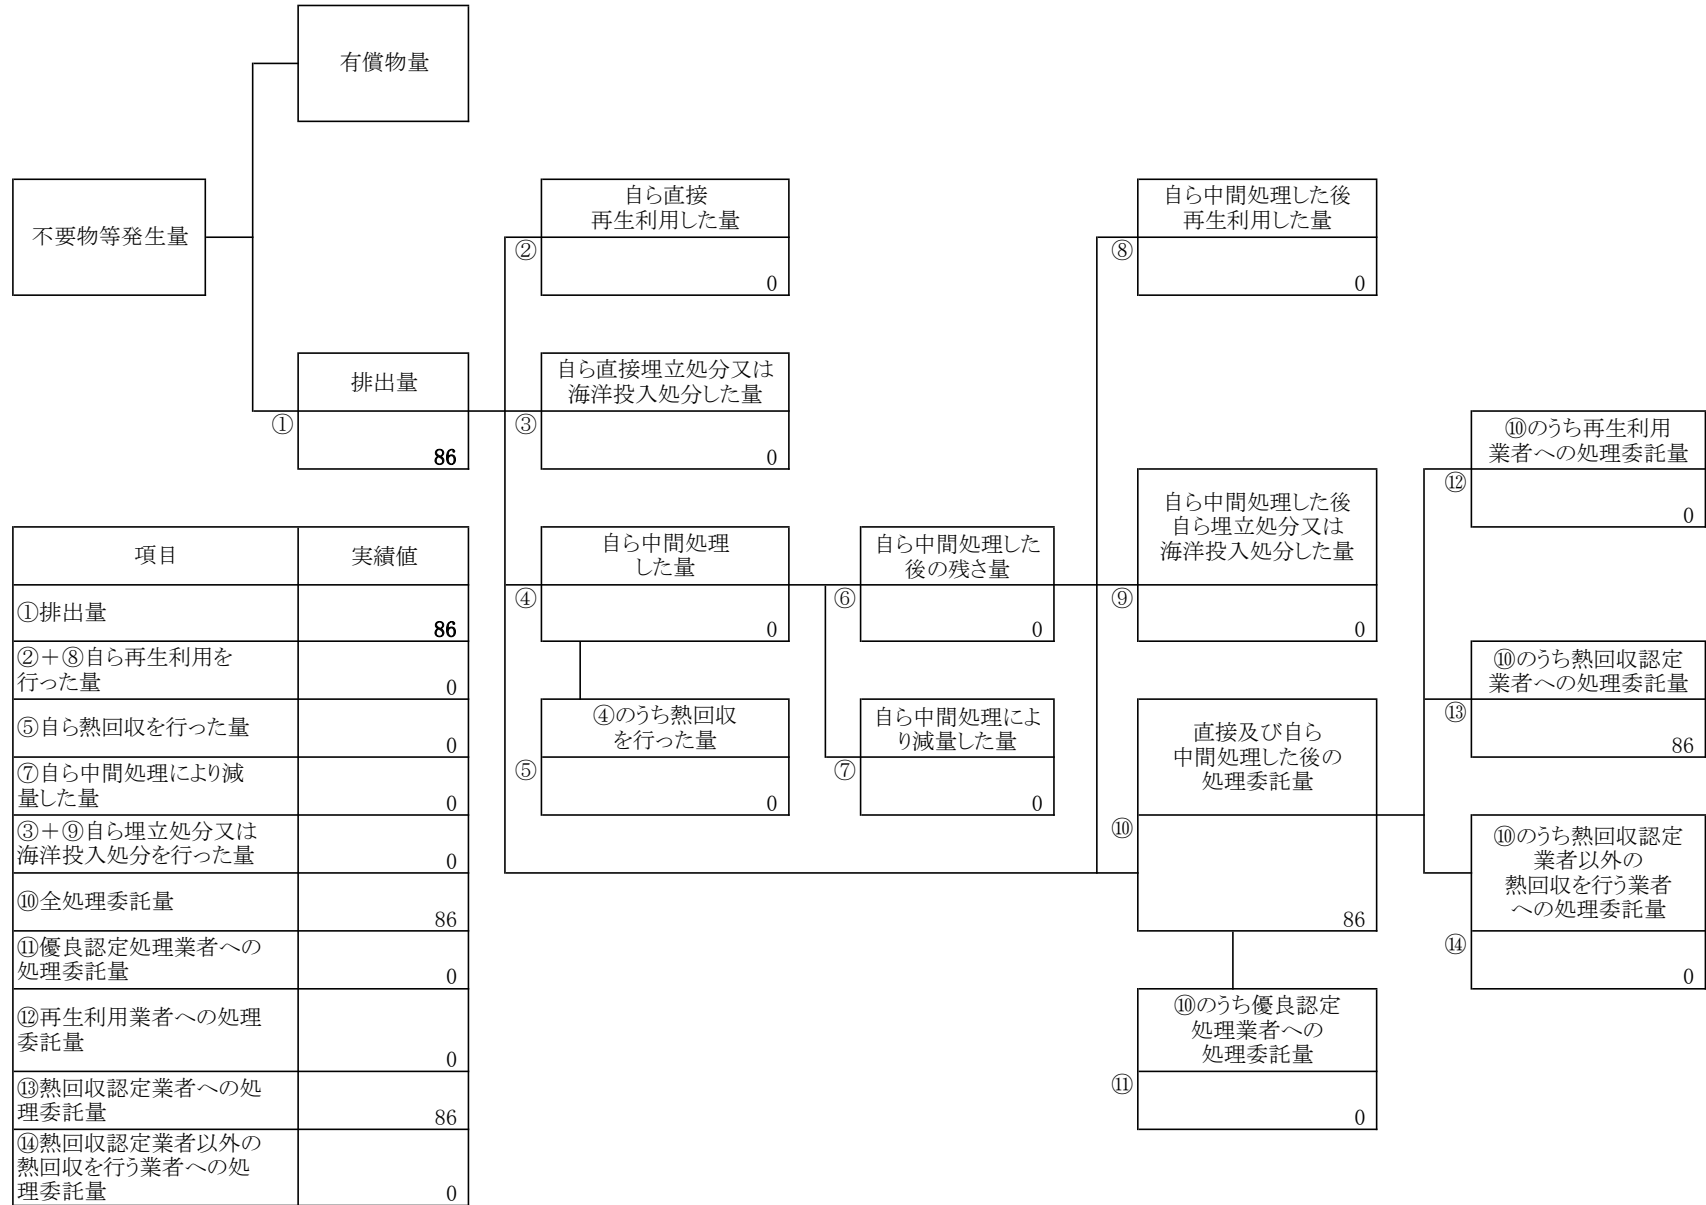 有償物量
不要物等発生量
排出量
①
86
自ら直接
再生利用した量
②
0
自ら直接埋立処分又は
海洋投入処分した量
③
0
自ら中間処理
した量
④
0
④のうち熱回収
を行った量
⑤
0
自ら中間処理した
後の残さ量
⑥
0
自ら中間処理によ
り減量した量
⑦
0
自ら中間処理した後
再生利用した量
⑧
0
自ら中間処理した後
自ら埋立処分又は
海洋投入処分した量
⑨
0
直接及び自ら
中間処理した後の
処理委託量
⑩
86
⑩のうち優良認定
処理業者への
処理委託量
⑪
0
⑩のうち再生利用
業者への処理委託量
⑫
0
⑩のうち熱回収認定
業者への処理委託量
⑬
86
⑩のうち熱回収認定
業者以外の
熱回収を行う業者
への処理委託量
⑭
0
項目 実績値
①排出量
86
②+⑧自ら再生利用を
行った量
0
⑤自ら熱回収を行った量
0
⑦自ら中間処理により減
量した量
0
③+⑨自ら埋立処分又は
海洋投入処分を行った量
0
⑩全処理委託量
86
⑪優良認定処理業者への
処理委託量
0
⑫再生利用業者への処理
委託量
0
⑬熱回収認定業者への処
理委託量
86
⑭熱回収認定業者以外の
熱回収を行う業者への処
理委託量
0